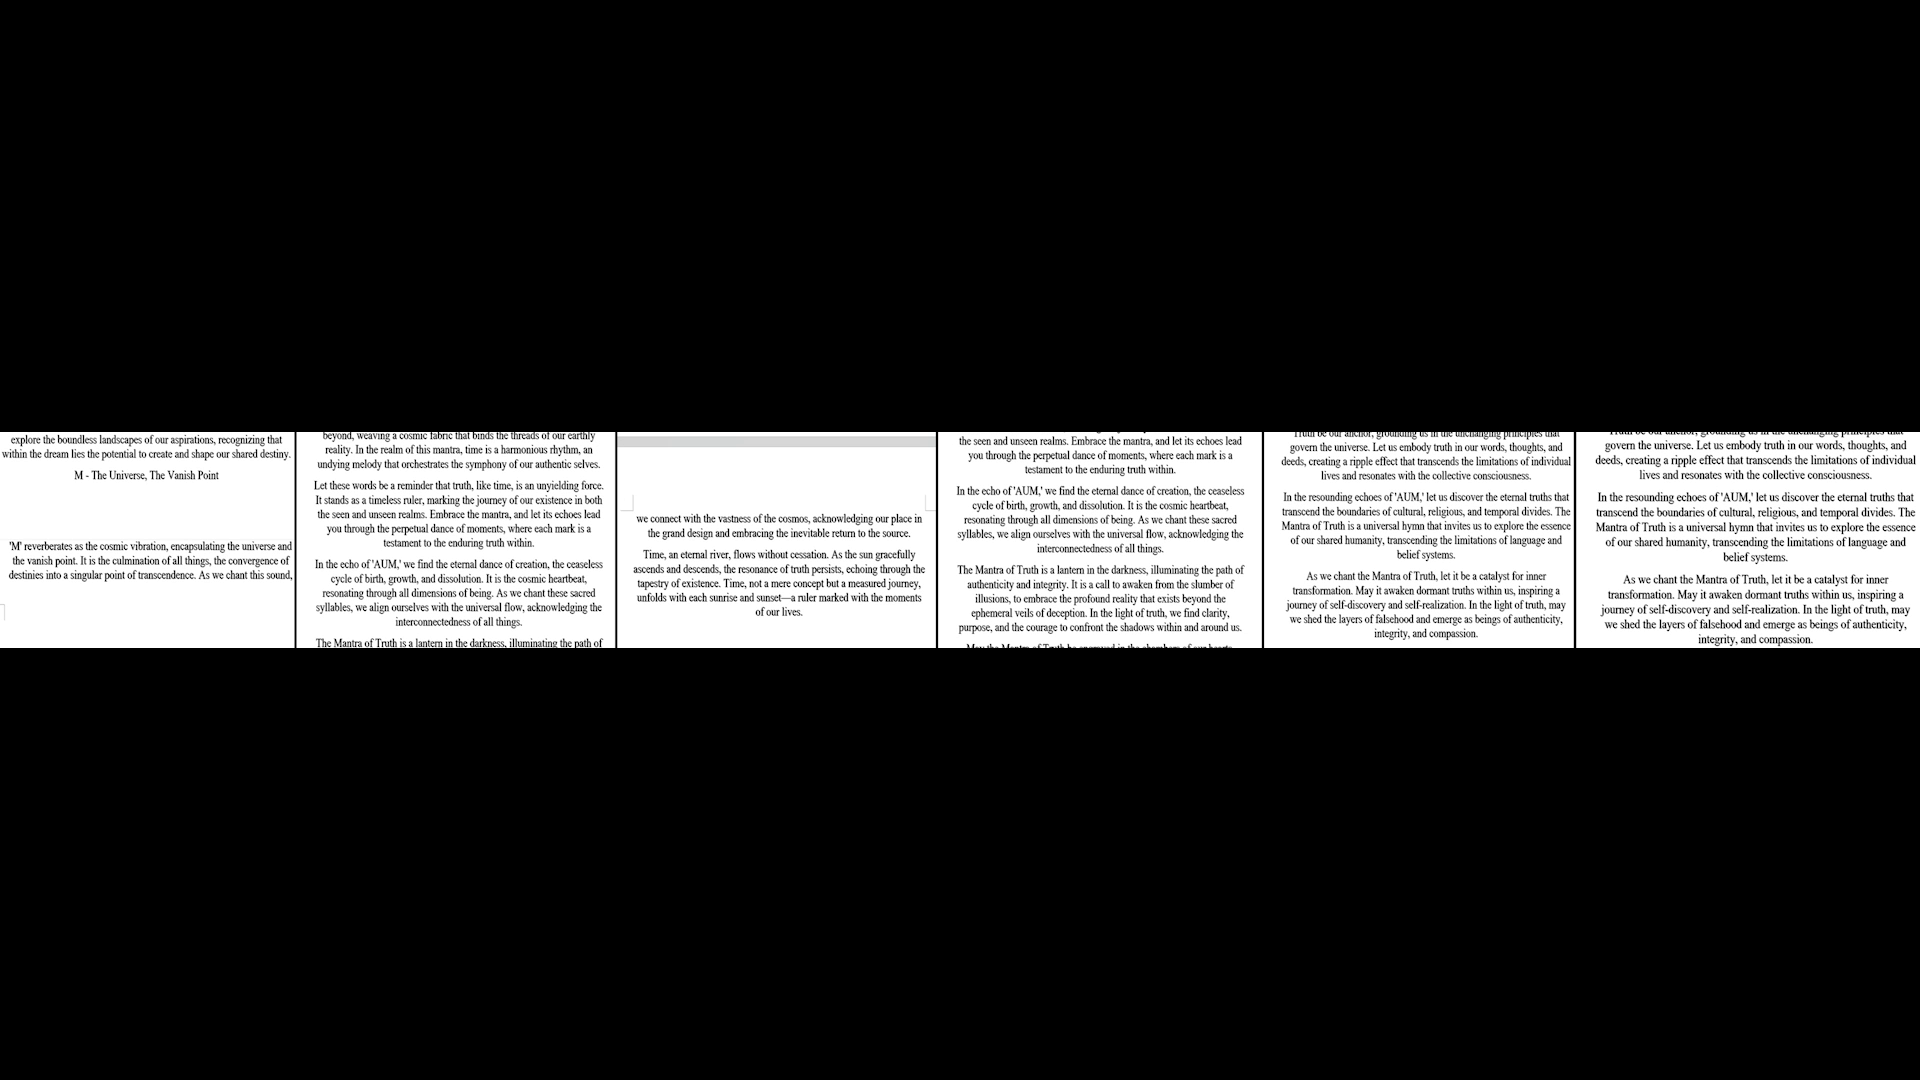 explore the boundless landscapes of our aspirations, recognizing that
within the dream lies the potential to create and shape our shared destiny.
M - The Universe, The Vanish Point
'M' reverberates as the cosmic vibration, encapsulating the universe and
the vanish point. It is the culmination of all things, the convergence of
destinies into a singular point of transcendence. As we chant this sound,
beyond, weaving a cosmic fabric that binds the threads of our earthly
reality. In the realm of this mantra, time is a harmonious rhythm, an
undying melody that orchestrates the symphony of our authentic selves.
Let these words be a reminder that truth, like time, is an unyielding force.
It stands as a timeless ruler, marking the journey of our existence in both
the seen and unseen realms. Embrace the mantra, and let its echoes lead
you through the perpetual dance of moments, where each mark is a
testament to the enduring truth within.
In the echo of 'AUM,' we find the eternal dance of creation, the ceaseless
cycle of birth, growth, and dissolution. It is the cosmic heartbeat,
resonating through all dimensions of being. As we chant these sacred
syllables, we align ourselves with the universal flow, acknowledging the
interconnectedness of all things.
The Mantra of Truth is a lantern in the darkness, illuminating the path of
we connect with the vastness of the cosmos, acknowledging our place in
the grand design and embracing the inevitable return to the source.
Time, an eternal river, flows without cessation. As the sun gracefully
ascends and descends, the resonance of truth persists, echoing through the
tapestry of existence. Time, not a mere concept but a measured journey,
unfolds with each sunrise and sunset—a ruler marked with the moments
of our lives.
the seen and unseen realms. Embrace the mantra, and let its echoes lead
you through the perpetual dance of moments, where each mark is a
testament to the enduring truth within.
In the echo of 'AUM,' we find the eternal dance of creation, the ceaseless
cycle of birth, growth, and dissolution. It is the cosmic heartbeat,
resonating through all dimensions of being. As we chant these sacred
syllables, we align ourselves with the universal flow, acknowledging the
interconnectedness of all things.
The Mantra of Truth is a lantern in the darkness, illuminating the path of
authenticity and integrity. It is a call to awaken from the slumber of
illusions, to embrace the profound reality that exists beyond the
ephemeral veils of deception. In the light of truth, we find clarity,
purpose, and the courage to confront the shadows within and around us.
May the Mantra of Truth be engraved in the chambers of our hearts
Truth be our anchor, grounding us in the unchanging principles that
govern the universe. Let us embody truth in our words, thoughts, and
deeds, creating a ripple effect that transcends the limitations of individual
lives and resonates with the collective consciousness.
In the resounding echoes of 'AUM,' let us discover the eternal truths that
transcend the boundaries of cultural, religious, and temporal divides. The
Mantra of Truth is a universal hymn that invites us to explore the essence
of our shared humanity, transcending the limitations of language and
belief systems.
As we chant the Mantra of Truth, let it be a catalyst for inner
transformation. May it awaken dormant truths within us, inspiring a
journey of self-discovery and self-realization. In the light of truth, may
we shed the layers of falsehood and emerge as beings of authenticity,
integrity, and compassion.
Truth be our anchor, grounding us in the unchanging principles that
govern the universe. Let us embody truth in our words, thoughts, and
deeds, creating a ripple effect that transcends the limitations of individual
lives and resonates with the collective consciousness.
In the resounding echoes of 'AUM,' let us discover the eternal truths that
transcend the boundaries of cultural, religious, and temporal divides. The
Mantra of Truth is a universal hymn that invites us to explore the essence
of our shared humanity, transcending the limitations of language and
belief systems.
As we chant the Mantra of Truth, let it be a catalyst for inner
transformation. May it awaken dormant truths within us, inspiring a
journey of self-discovery and self-realization. In the light of truth, may
we shed the layers of falsehood and emerge as beings of authenticity,
integrity, and compassion.